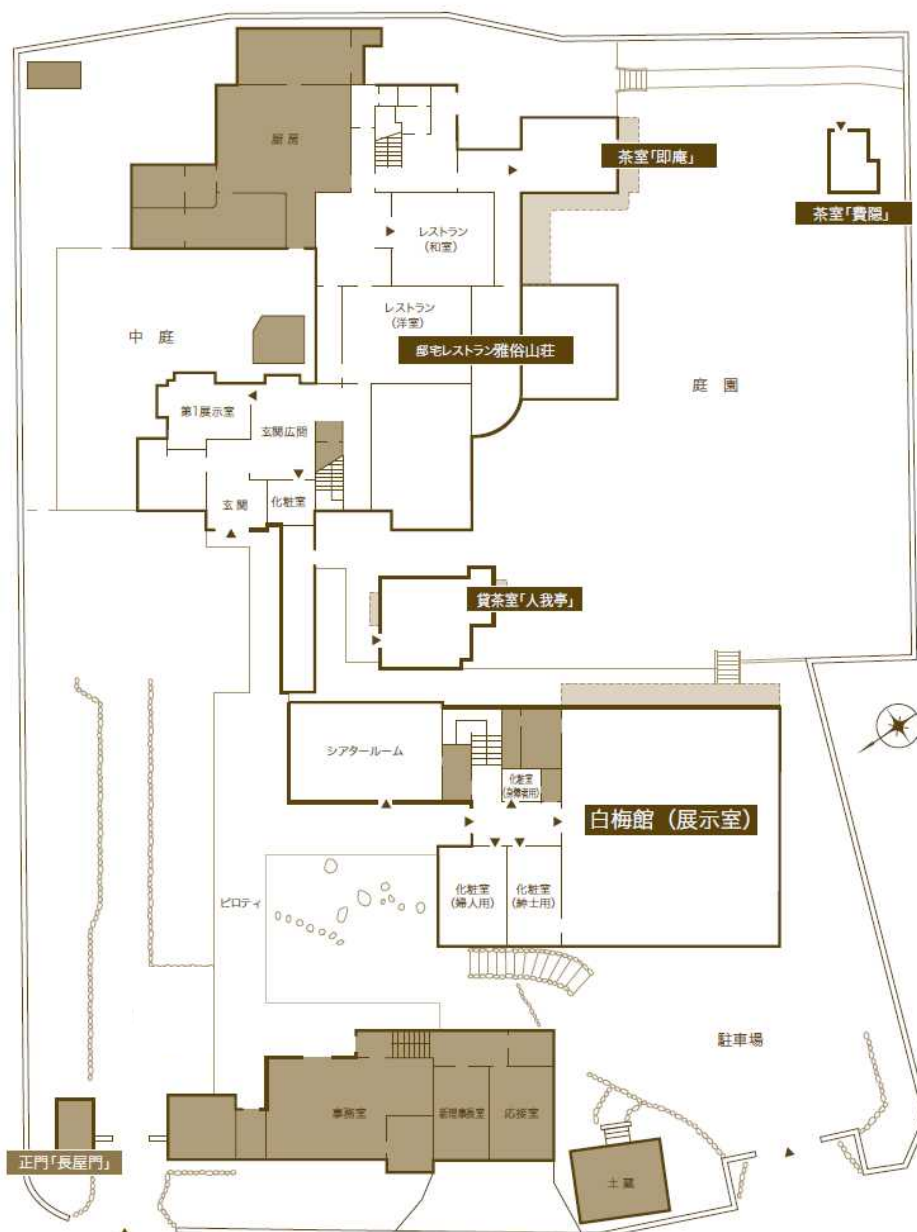 厨房
茶室「即庵」
茶室「費隠」
レストラン
(和室)
レストラン
(洋室)
中庭
邸宅レストラン雅俗山荘
庭園
第1展示室
玄関広間
玄関
化粧室
貸茶室「人我亭」
シアタールーム
化粧室
(身障者用)
白梅館(展示室)
化粧室
(婦人用)
化粧室
(紳士用)
ピロティ
駐車場
事務室
応接室
正門「長屋門」
土蔵